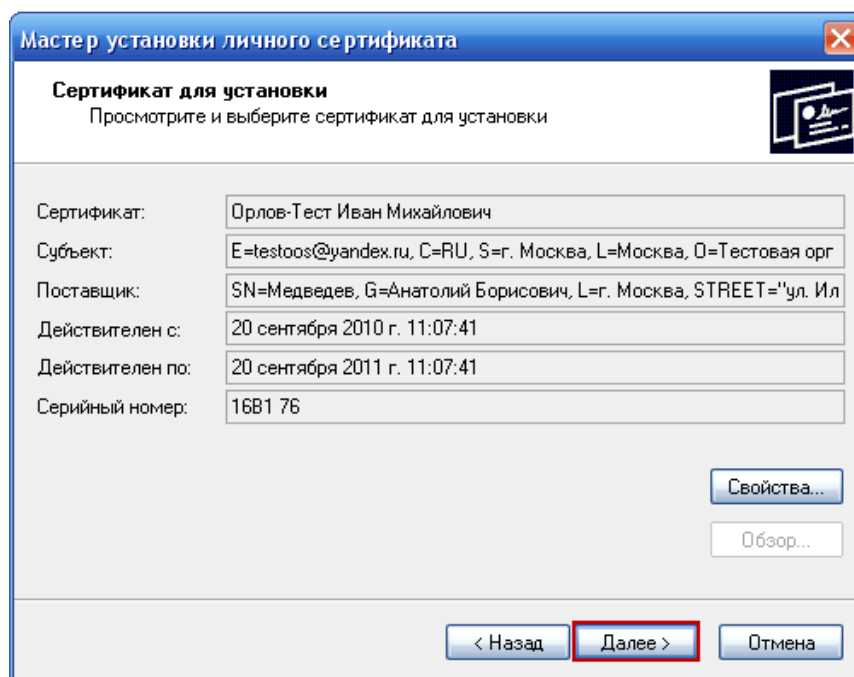 Мастер установки личного сертификата
Сертификат для установки
Просмотрите и выберите сертификат для установки
Сертификат: Орлов-Тест Иван Михайлович
Субъект: E=testoos@yandex.ru, C=RU, S=г. Москва, L=Москва, O=Тестовая орг
Поставщик: SN=Медведев, G=Анатолий Борисович, L=г. Москва, STREET="ул. Ил
Действителен с: 20 сентября 2010 г. 11:07:41
Действителен по: 20 сентября 2011 г. 11:07:41
Серийный номер: 16B1 76
Свойства...
Обзор...
< Назад Далее > Отмена